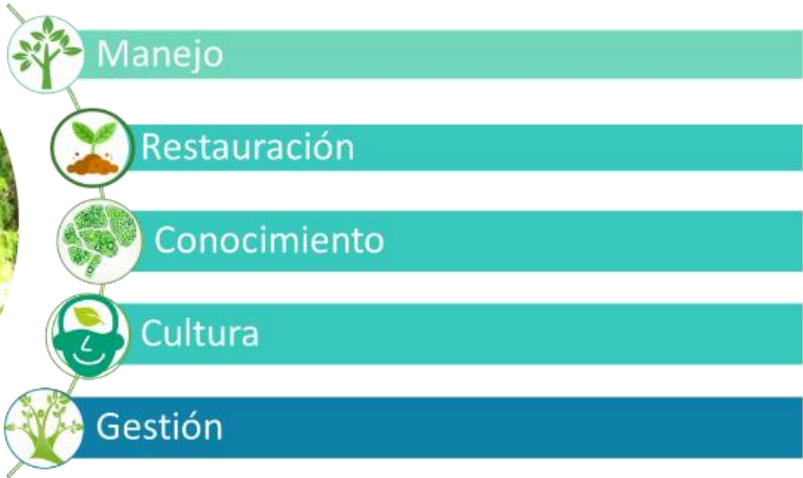 Manejo
Restauración
Conocimiento
Cultura
Gestión